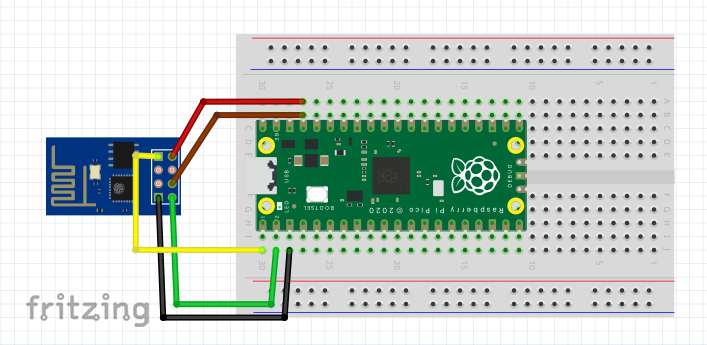 30 25 20 15 10 5 1
A
B
C
D
E
C
D
E
USB
DEBUG
BOOTSEL
LED
Raspberry Pi Pico © 2020
F
G
H
I
J
G
H
I
J
30 25 20 15 10 5 1
fritzing